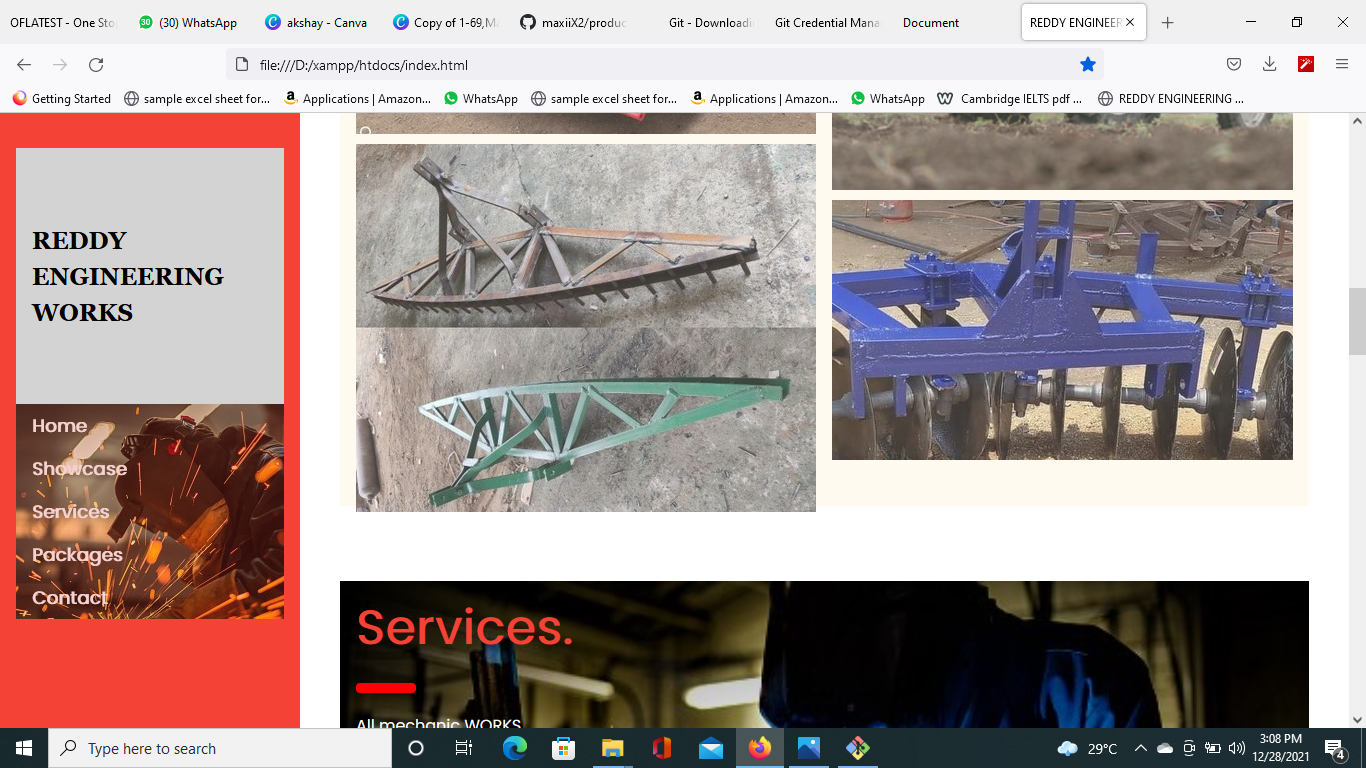 OFLATEST - One Sto
30
(30) WhatsApp
akshay - Canva
Copy of 1-69,M
maxiiX2/produc
Git - Downloadi
Git Credential Mana
Document
REDDY ENGINEER
file:///D:/xampp/htdocs/index.html
Getting Started
sample excel sheet for...
Applications | Amazon...
WhatsApp
sample excel sheet for...
Applications | Amazon...
WhatsApp
Cambridge IELTS pdf ...
REDDY ENGINEERING ...
REDDY
ENGINEERING
WORKS
Home
Showcase
Services
Packages
Contact
Services.
All mechanic WORKS
Type here to search
29°C
3:08 PM
12/28/2021
4